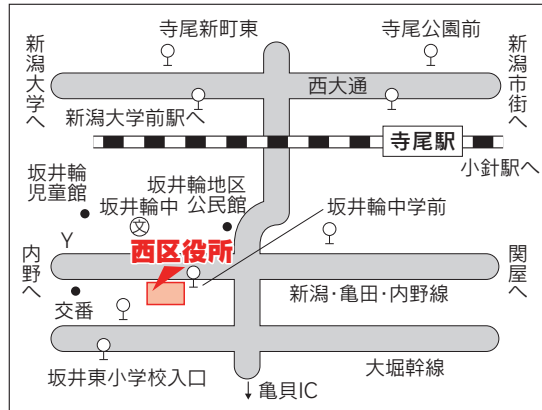 寺尾新町東
寺尾公園前
新潟大学へ
新潟市街へ
西大通
新潟大学前駅へ
寺尾駅
小針駅へ
坂井輪
児童館
坂井輪地区
公民館
坂井輪中
文
坂井輪中学前
Y
西区役所
内野へ
関屋へ
交番
新潟・亀田・内野線
坂井東小学校入口
大堀幹線
↓亀貝IC